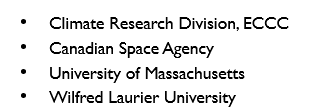 • Climate Research Division, ECCC
• Canadian Space Agency
• University of Massachusetts
• Wilfred Laurier University